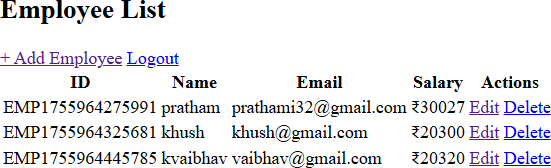 Employee List
+ Add Employee Logout
ID Name Email Salary Actions
EMP1755964275991 pratham prathami32@gmail.com ₹30027 Edit Delete
EMP1755964325681 khush khush@gmail.com ₹20300 Edit Delete
EMP1755964445785 kvaibhav vaibhav@gmail.com ₹20320 Edit Delete